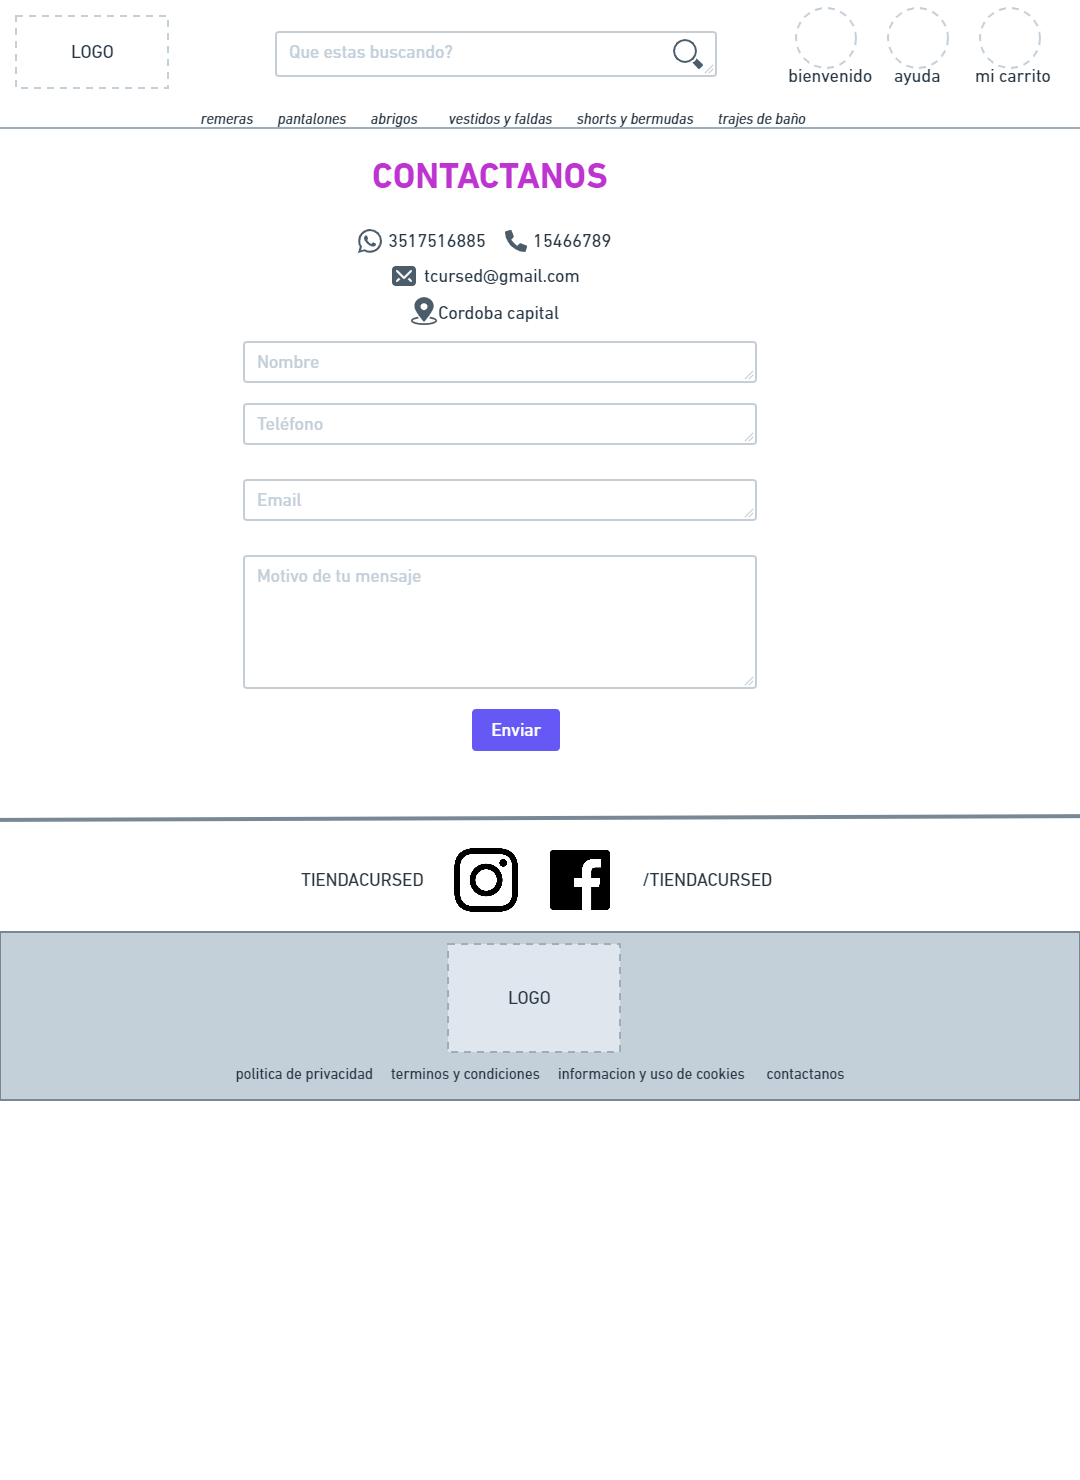 LOGO
Que estas buscando?
bienvenido ayuda mi carrito
remeras pantalones abrigos vestidos y faldas shorts y bermudas trajes de baño
CONTACTANOS
3517516885 15466789
tcursed@gmail.com
Cordoba capital
Nombre
Teléfono
Email
Motivo de tu mensaje
Enviar
TIENDACURSED /TIENDACURSED
LOGO
politica de privacidad terminos y condiciones informacion y uso de cookies contactanos